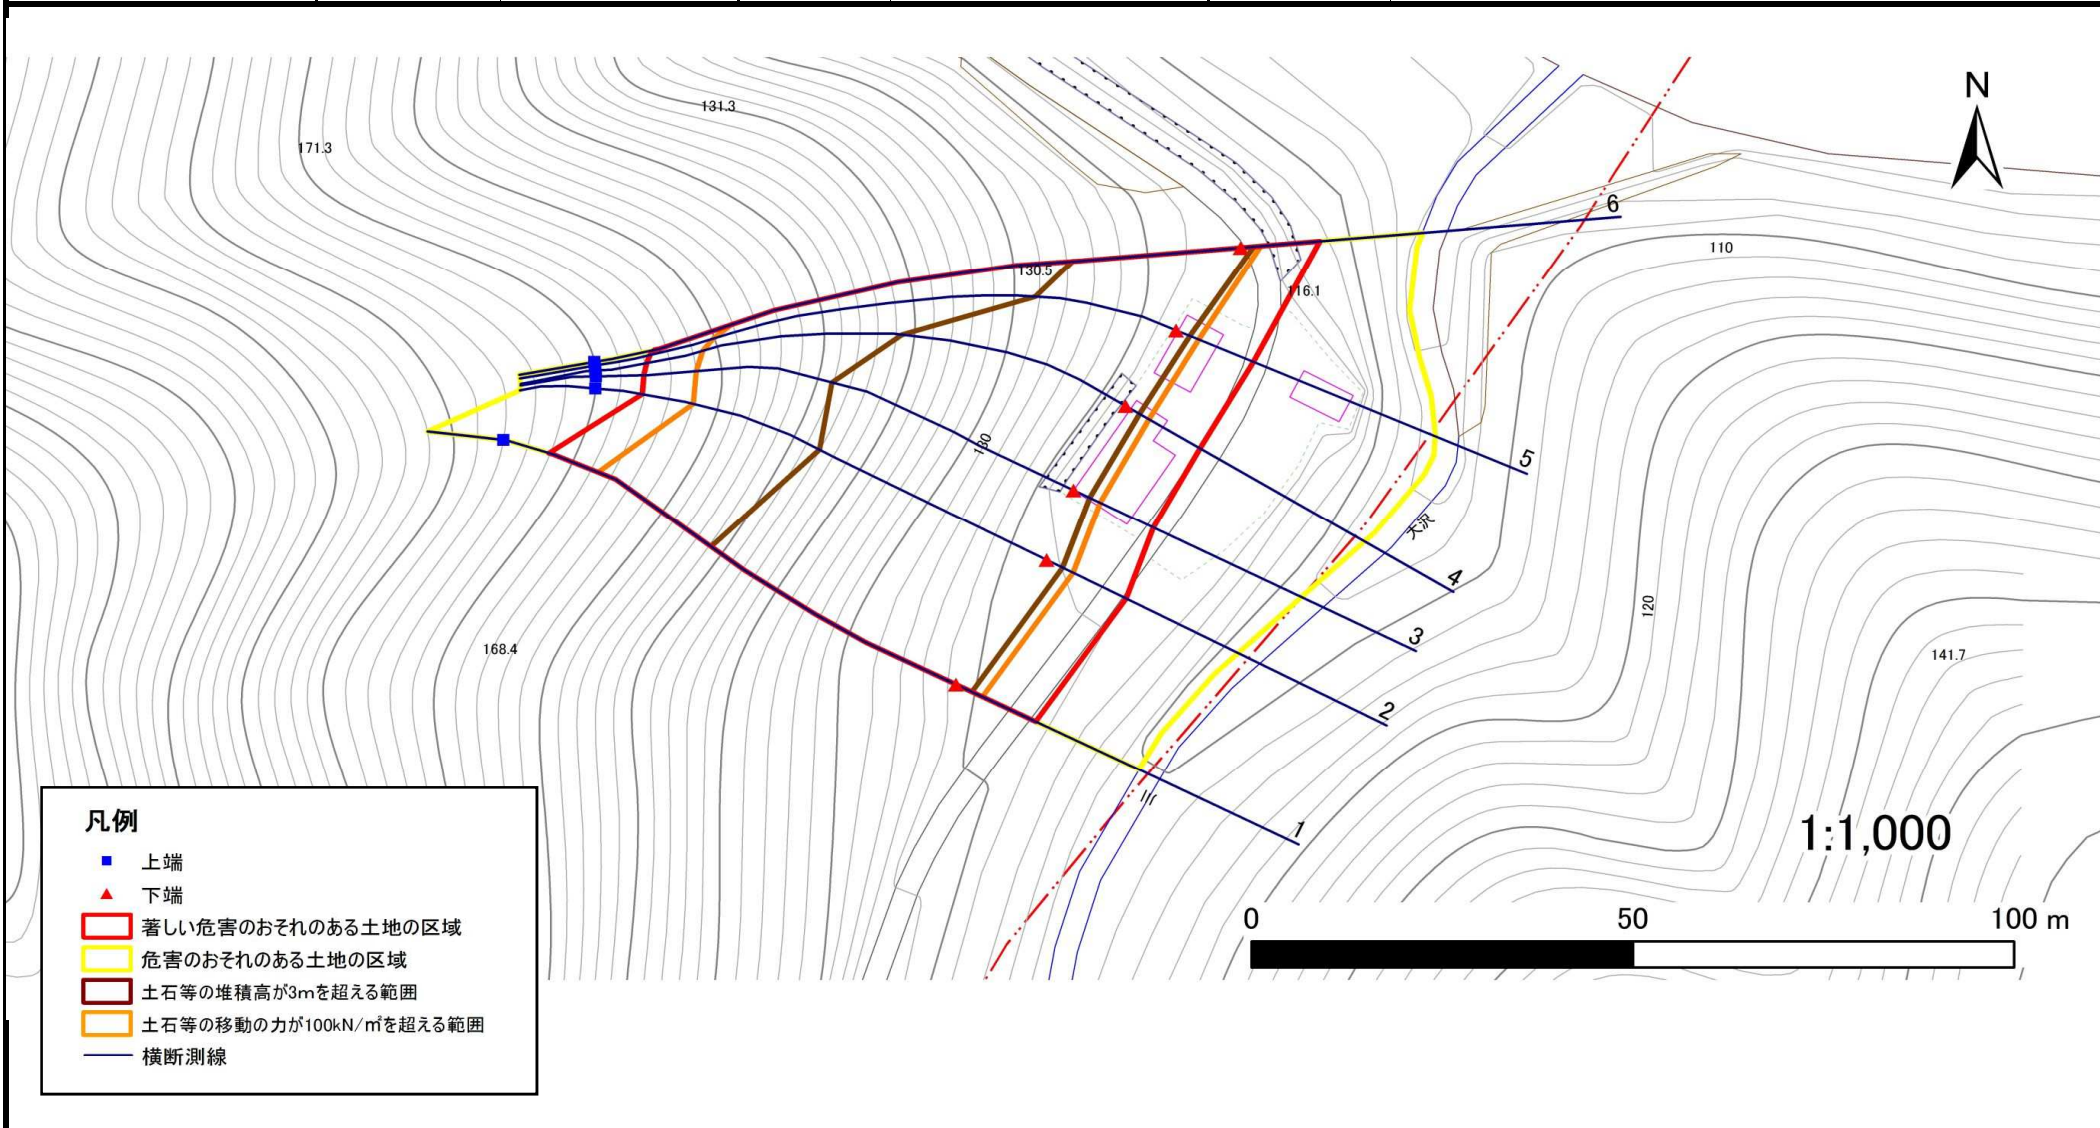 131.3
171.3
N
6
110
130.5
116.1
130
5
大沢
4
120
3
168.4
141.7
2
川
1
1:1,000
0 50 100 m
凡例
上端
下端
著しい危害のおそれのある土地の区域
危害のおそれのある土地の区域
土石等の堆積高が3mを超える範囲
土石等の移動の力が100kN/㎡を超える範囲
横断測線